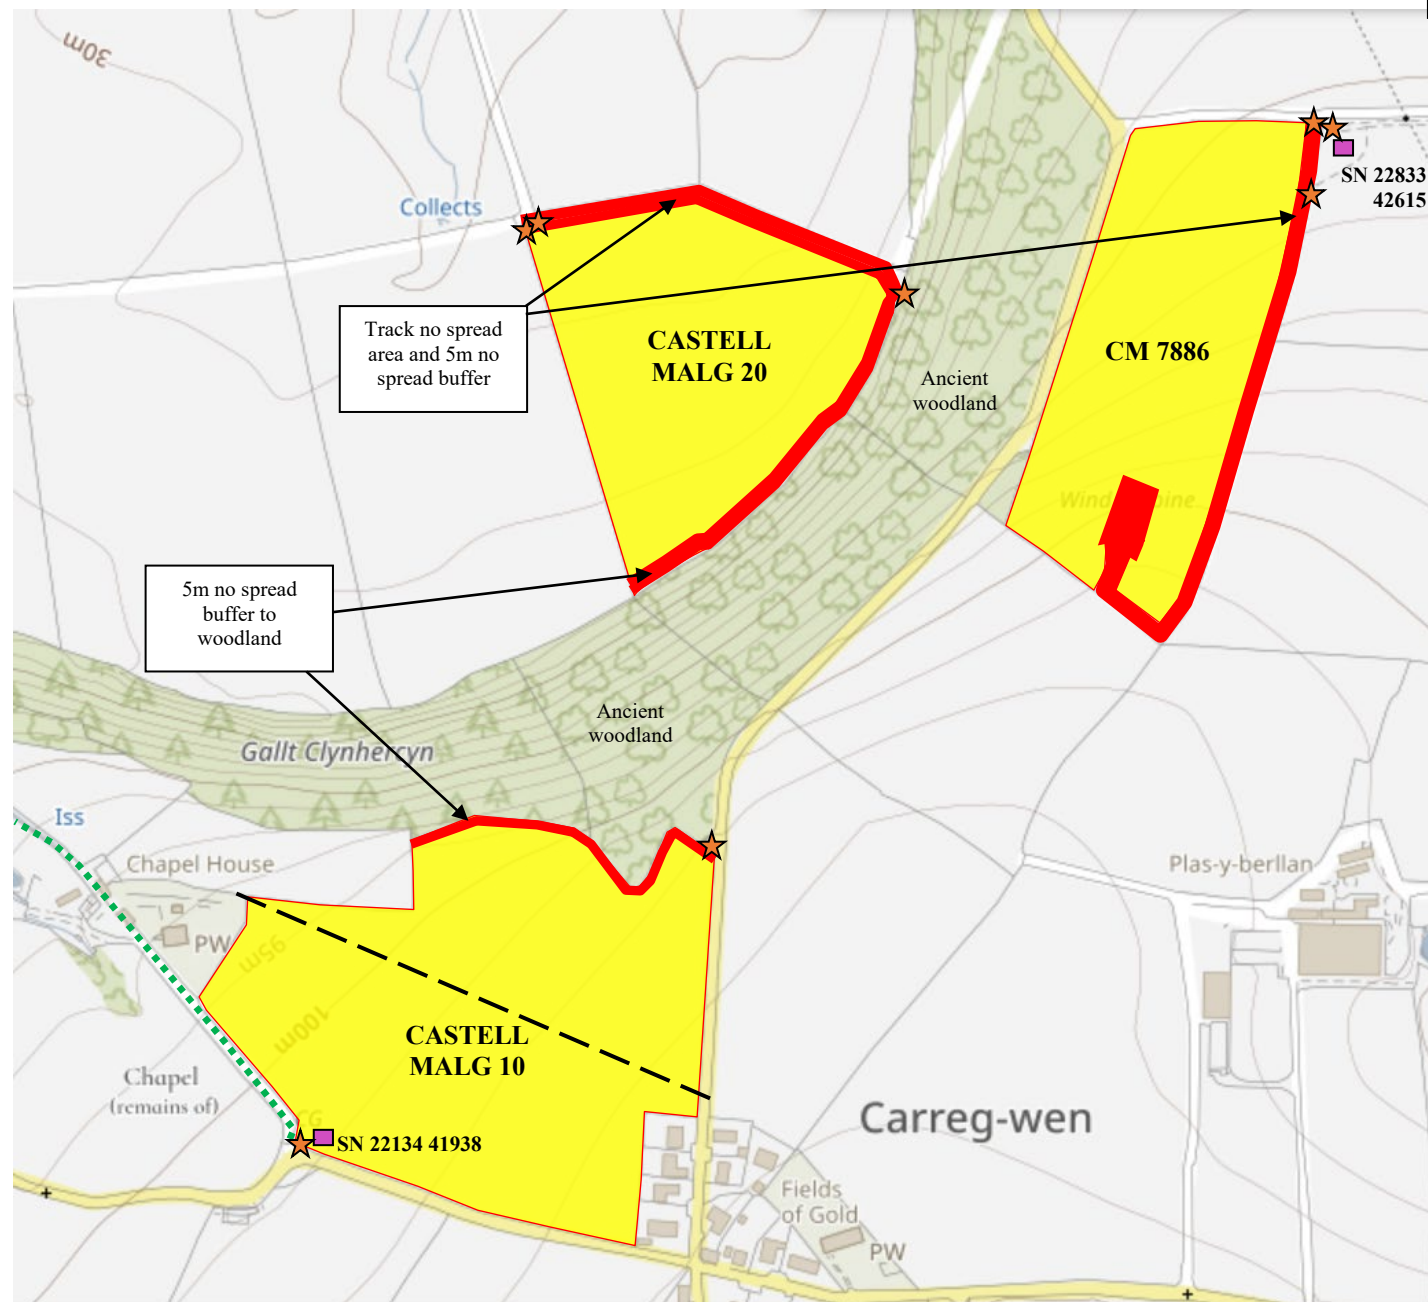 30m
Collects
SN 22833
42615
Track no spread
area and 5m no
spread buffer
CASTELL
MALG 20
CM 7886
Ancient
woodland
5m no spread
buffer to
woodland
Ancient
woodland
Gallt Clynhercyn
Iss
Chapel House
PW
95m
100m
CASTELL
MALG 10
Chapel
(remains of)
SN 22134 41938
Plas-y-berllan
Carreg-wen
Fields
of Gold
PW